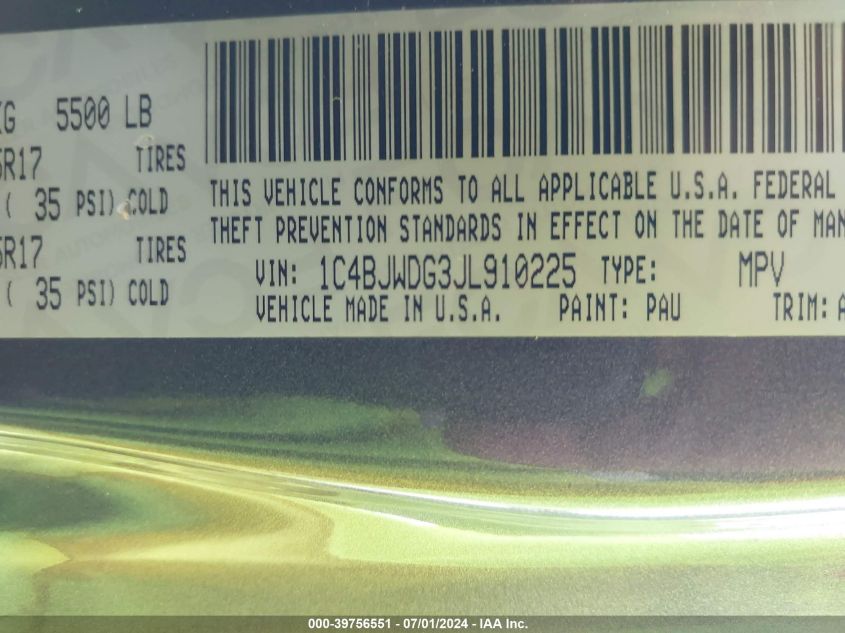 KG 5500 LB
5R17 TIRES
( 35 PSI) COLD
5R17 TIRES
( 35 PSI) COLD
THIS VEHICLE CONFORMS TO ALL APPLICABLE U.S.A. FEDERAL
THEFT PREVENTION STANDARDS IN EFFECT ON THE DATE OF MAN
VIN: 1C4BJWDG3JL910225 TYPE: MPV
VEHICLE MADE IN U.S.A. PAINT: PAU TRIM: A
000-39756551 - 07/01/2024 - IAA Inc.